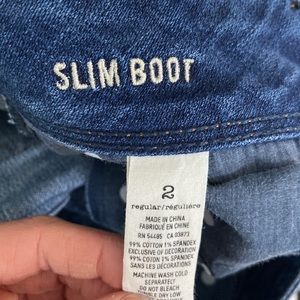 SLIM BOOT
2
regular/régulière
MADE IN CHINA
FABRIQUÉ EN CHINE
RN 54485 CA 03873
99% COTTON 1% SPANDEX
EXCLUSIVE OF DECORATION
99% COTON 1% SPANDEX
SANS LES DÉCORATIONS
MACHINE WASH COLD
SEPARATELY
DO NOT BLEACH
TUMBLE DRY LOW